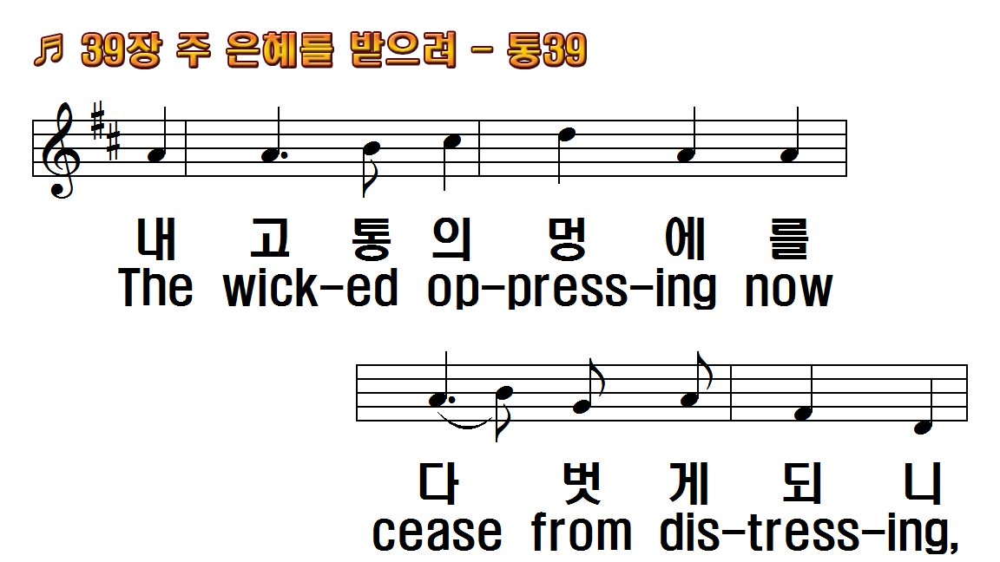 39장 주 은혜를 받으려 - 통39
내 고 통 의 멍 에 를
The wick-ed op-press-ing now
다 벗 게 되 니
cease from dis-tress-ing,